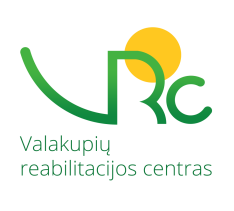 VRC
Valakupių
reabilitacijos centras